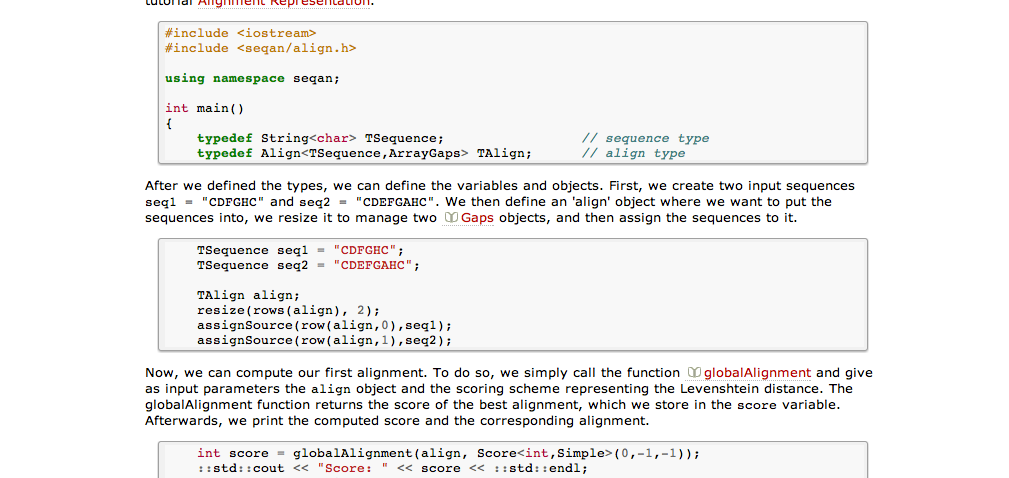 tutorial Alignment Representation.
#include <iostream>
#include <seqan/align.h>
using namespace seqan;
int main()
{
typedef String<char> TSequence; // sequence type
typedef Align<TSequence,ArrayGaps> TAlign; // align type
After we defined the types, we can define the variables and objects. First, we create two input sequences
seq1 = "CDFGHC" and seq2 = "CDEFGAHC". We then define an 'align' object where we want to put the
sequences into, we resize it to manage two Gaps objects, and then assign the sequences to it.
TSequence seq1 = "CDFGHC";
TSequence seq2 = "CDEFGAHC";
TAlign align;
resize(rows(align), 2);
assignSource(row(align,0),seq1);
assignSource(row(align,1),seq2);
Now, we can compute our first alignment. To do so, we simply call the function globalAlignment and give
as input parameters the align object and the scoring scheme representing the Levenshtein distance. The
globalAlignment function returns the score of the best alignment, which we store in the score variable.
Afterwards, we print the computed score and the corresponding alignment.
int score = globalAlignment(align, Score<int,Simple>(0,-1,-1));
::std::cout << "Score: " << score << ::std::endl;